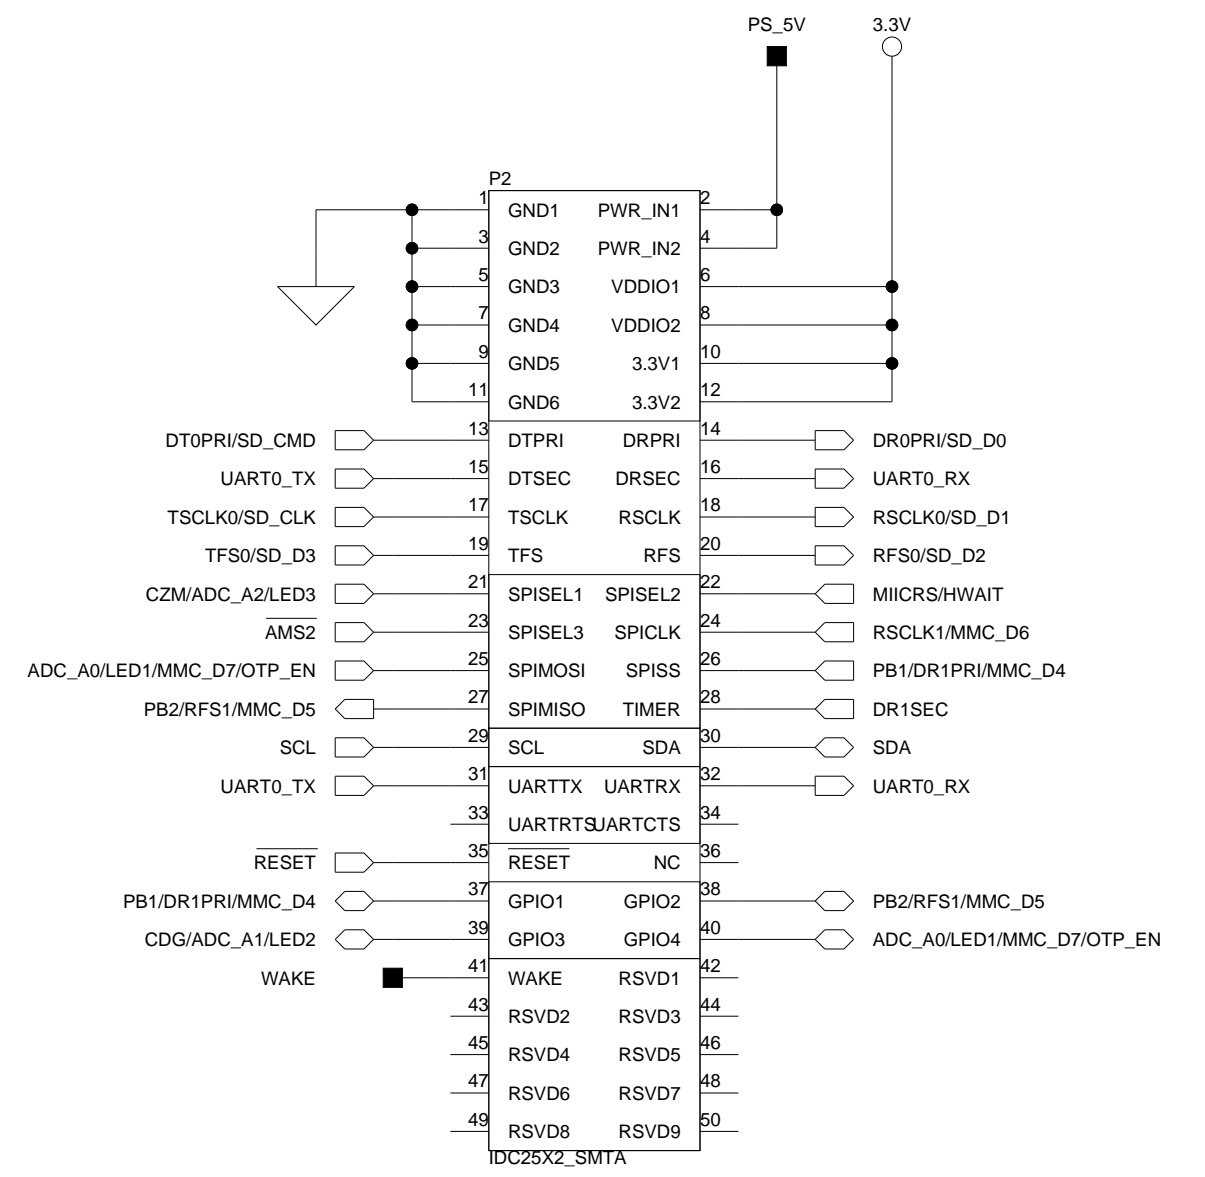 PS_5V 3.3V
P2
1 GND1 PWR_IN1 2
3 GND2 PWR_IN2 4
5 GND3 VDDIO1 6
7 GND4 VDDIO2 8
9 GND5 3.3V1 10
11 GND6 3.3V2 12
DT0PRI/SD_CMD 13 DTPRI DRPRI 14 DR0PRI/SD_D0
UART0_TX 15 DTSEC DRSEC 16 UART0_RX
TSCLK0/SD_CLK 17 TSCLK RSCLK 18 RSCLK0/SD_D1
TFS0/SD_D3 19 TFS RFS 20 RFS0/SD_D2
CZM/ADC_A2/LED3 21 SPISEL1 SPISEL2 22 MIICRS/HWAIT
AMS2 23 SPISEL3 SPICLK 24 RSCLK1/MMC_D6
ADC_A0/LED1/MMC_D7/OTP_EN 25 SPIMOSI SPISS 26 PB1/DR1PRI/MMC_D4
PB2/RFS1/MMC_D5 27 SPIMISO TIMER 28 DR1SEC
SCL 29 SCL SDA 30 SDA
UART0_TX 31 UARTTX UARTRX 32 UART0_RX
33 UARTRTS UARTCTS 34
RESET 35 RESET NC 36
PB1/DR1PRI/MMC_D4 37 GPIO1 GPIO2 38 PB2/RFS1/MMC_D5
CDG/ADC_A1/LED2 39 GPIO3 GPIO4 40 ADC_A0/LED1/MMC_D7/OTP_EN
WAKE 41 WAKE RSVD1 42
43 RSVD2 RSVD3 44
45 RSVD4 RSVD5 46
47 RSVD6 RSVD7 48
49 RSVD8 RSVD9 50
IDC25X2_SMTA